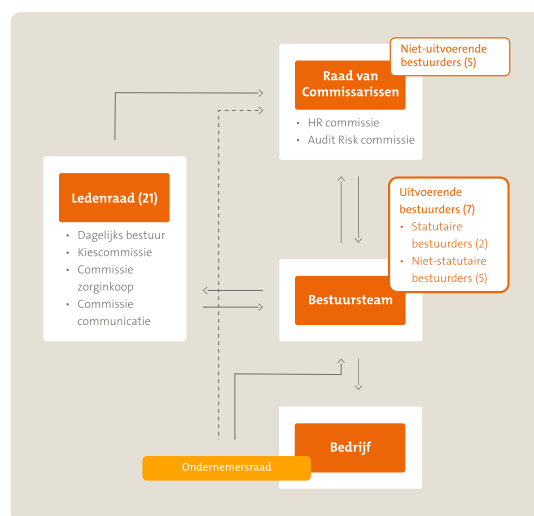 Niet-uitvoerende
bestuurders (5)
Raad van
Commissarissen
• HR commissie
• Audit Risk commissie
Ledenraad (21)
• Dagelijks bestuur
• Kiescommissie
• Commissie
zorginkoop
• Commissie
communicatie
Uitvoerende
bestuurders (7)
• Statutaire
bestuurders (2)
• Niet-statutaire
bestuurders (5)
Bestuursteam
Bedrijf
Ondernemersraad